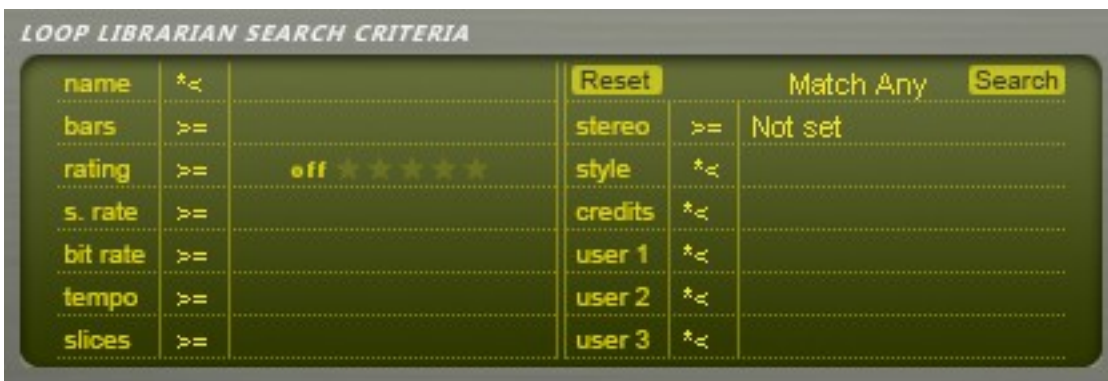 LOOP LIBRARIAN SEARCH CRITERIA
name *< Reset Match Any Search
bars >= stereo >= Not set
rating >= off ★★★★★ style *<
s. rate >= credits *<
bit rate >= user 1 *<
tempo >= user 2 *<
slices >= user 3 *<